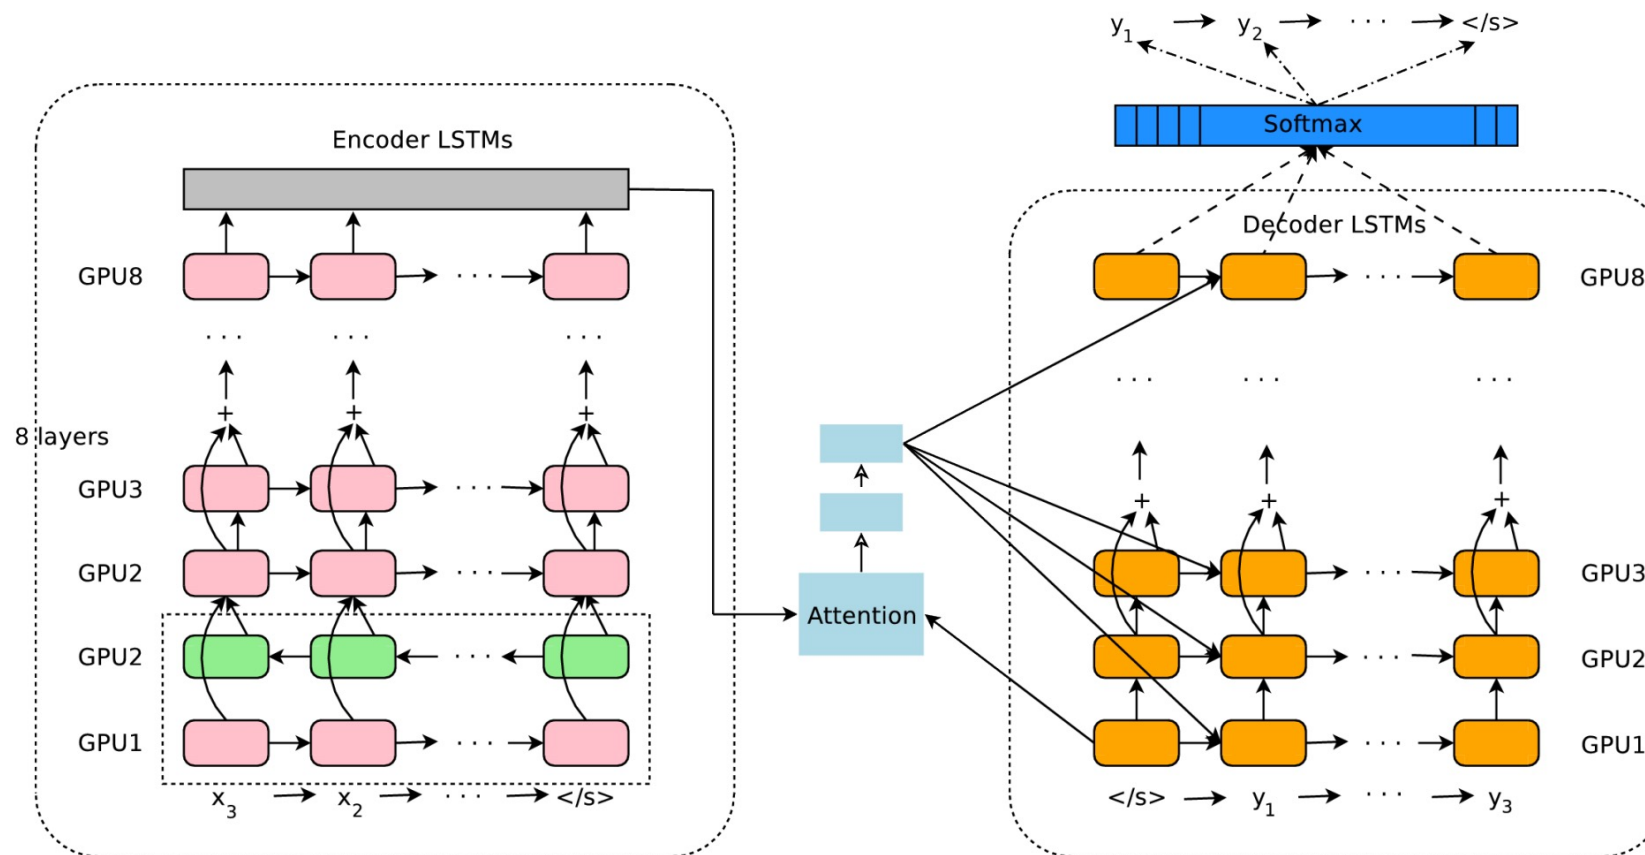 y1 → y2 → ... → </s>
Softmax
Encoder LSTMs
Decoder LSTMs
GPU8
...
...
GPU8
... ... ...
... ... ...
+ + +
8 layers
GPU3
...
+ + +
GPU2
...
...
GPU3
Attention
GPU2
...
...
GPU2
GPU1
...
...
GPU1
x3 → x2 → ... → </s>
</s> → y1 → ... → y3